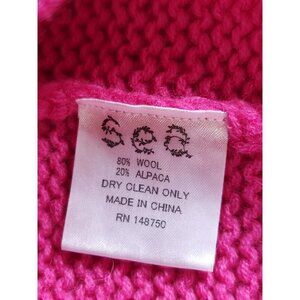 sea
80% WOOL
20% ALPACA
DRY CLEAN ONLY
MADE IN CHINA
RN 148750